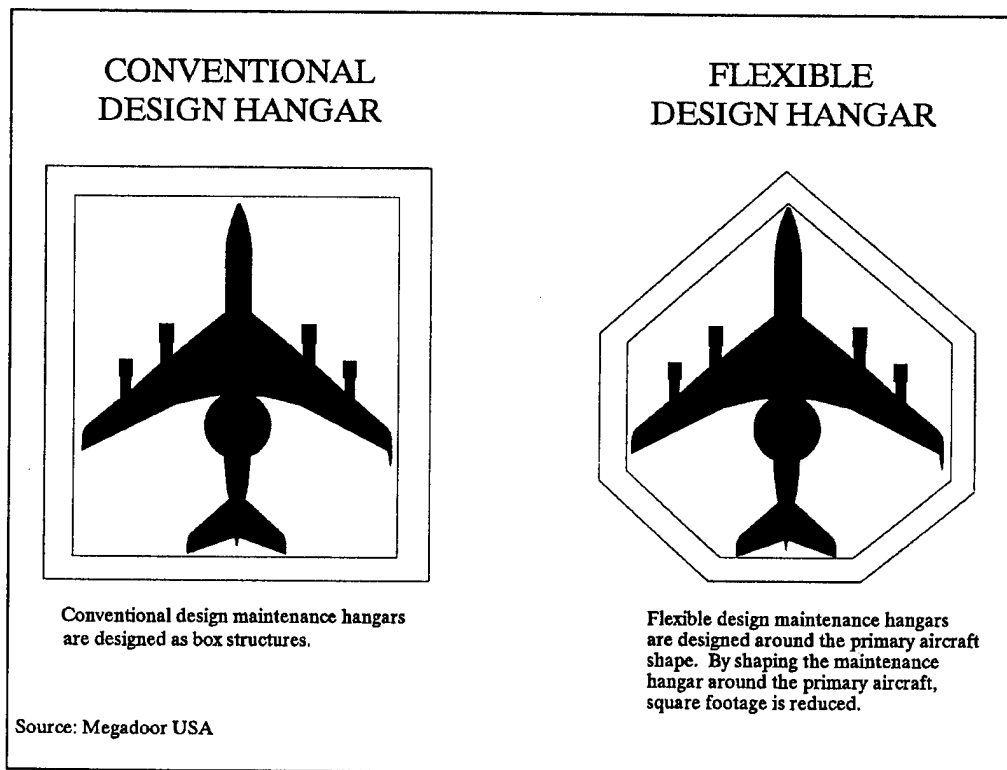 CONVENTIONAL
DESIGN HANGAR
Conventional design maintenance hangars
are designed as box structures.
FLEXIBLE
DESIGN HANGAR
Flexible design maintenance hangars
are designed around the primary aircraft
shape. By shaping the maintenance
hangar around the primary aircraft,
square footage is reduced.
Source: Megadoor USA